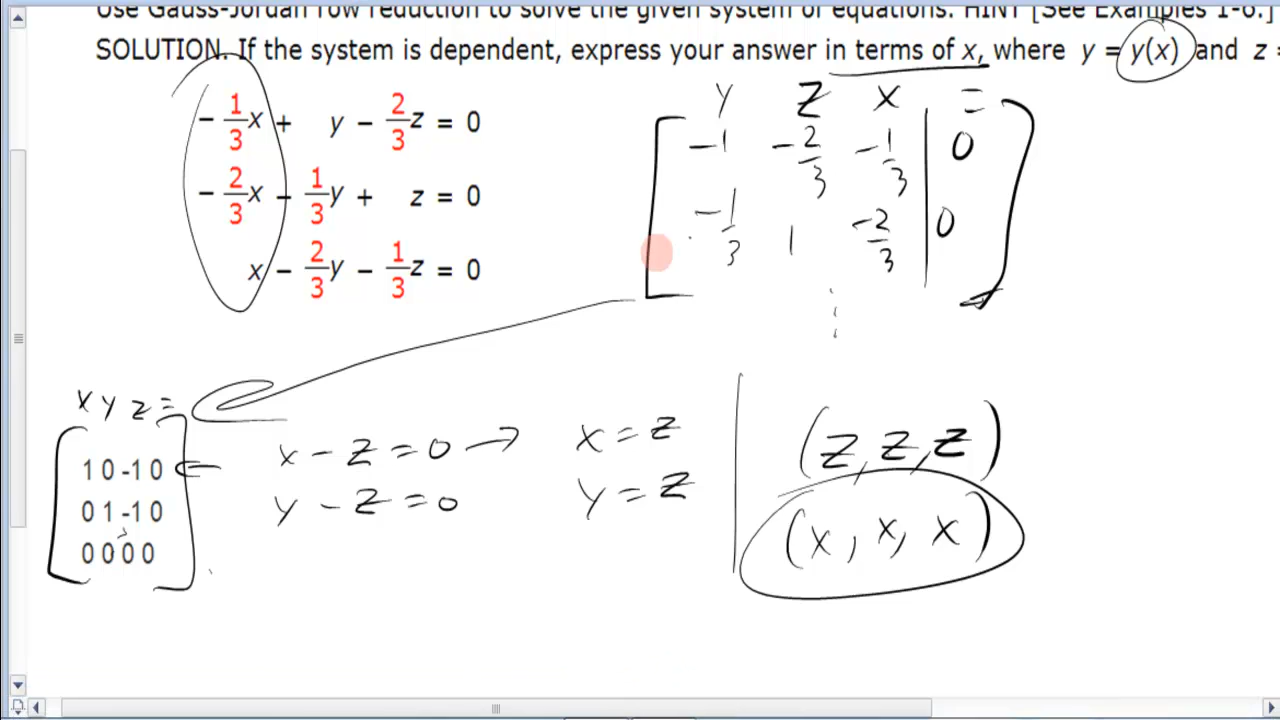 Use Gauss-Jordan row reduction to solve the given system of equations. HINT [See Examples 1-6.]
SOLUTION. If the system is dependent, express your answer in terms of x, where y = y(x) and z =
-1/3x + y - 2/3z = 0
-2/3x - 1/3y + z = 0
x - 2/3y - 1/3z = 0
y z x =
-1 -2/3 -1/3 0
-1/3 1 -2/3 0
x y z =
1 0 -1 0
0 1 -1 0
0 0 0 0
x - z = 0 → x = z
y - z = 0 y = z
(z, z, z)
(x, x, x)